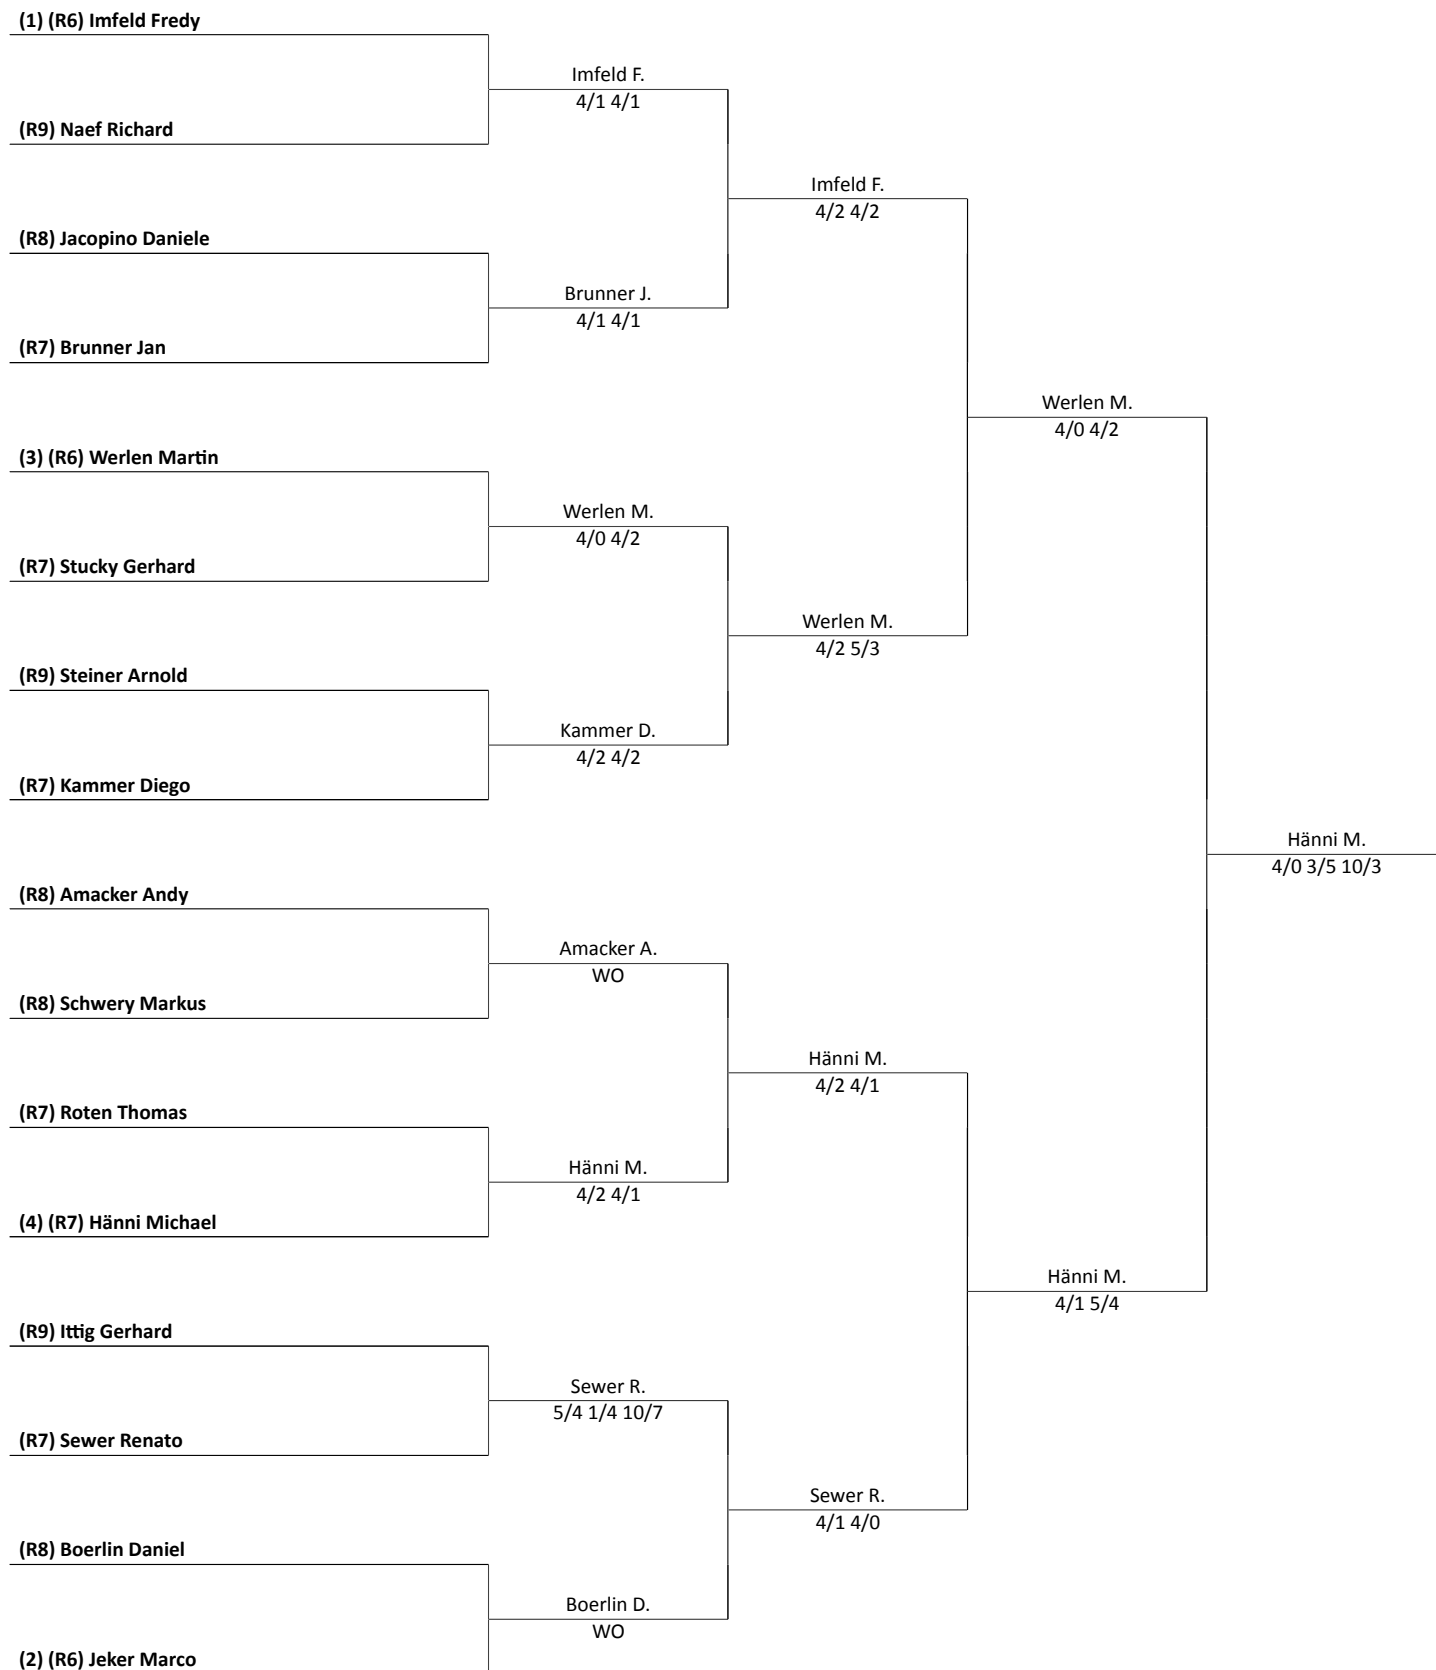 (1) (R6) Imfeld Fredy
Imfeld F.
4/1 4/1
(R9) Naef Richard
Imfeld F.
4/2 4/2
(R8) Jacopino Daniele
Brunner J.
4/1 4/1
(R7) Brunner Jan
Werlen M.
4/0 4/2
(3) (R6) Werlen Martin
Werlen M.
4/0 4/2
(R7) Stucky Gerhard
Werlen M.
4/2 5/3
(R9) Steiner Arnold
Kammer D.
4/2 4/2
(R7) Kammer Diego
Hänni M.
4/0 3/5 10/3
(R8) Amacker Andy
Amacker A.
WO
(R8) Schwery Markus
Hänni M.
4/2 4/1
(R7) Roten Thomas
Hänni M.
4/2 4/1
(4) (R7) Hänni Michael
Hänni M.
4/1 5/4
(R9) Ittig Gerhard
Sewer R.
5/4 1/4 10/7
(R7) Sewer Renato
Sewer R.
4/1 4/0
(R8) Boerlin Daniel
Boerlin D.
WO
(2) (R6) Jeker Marco